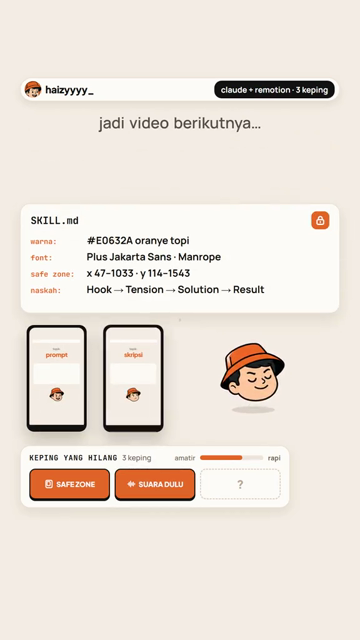 haizyyyy_
claude + remotion · 3 keping
jadi video berikutnya...
SKILL.md
warna: #E0632A oranye topi
font: Plus Jakarta Sans · Manrope
safe zone: x 47–1033 · y 114–1543
naskah: Hook → Tension → Solution → Result
prompt
skripsi
KEPING YANG HILANG 3 keping amatir rapi
SAFE ZONE
SUARA DULU
?